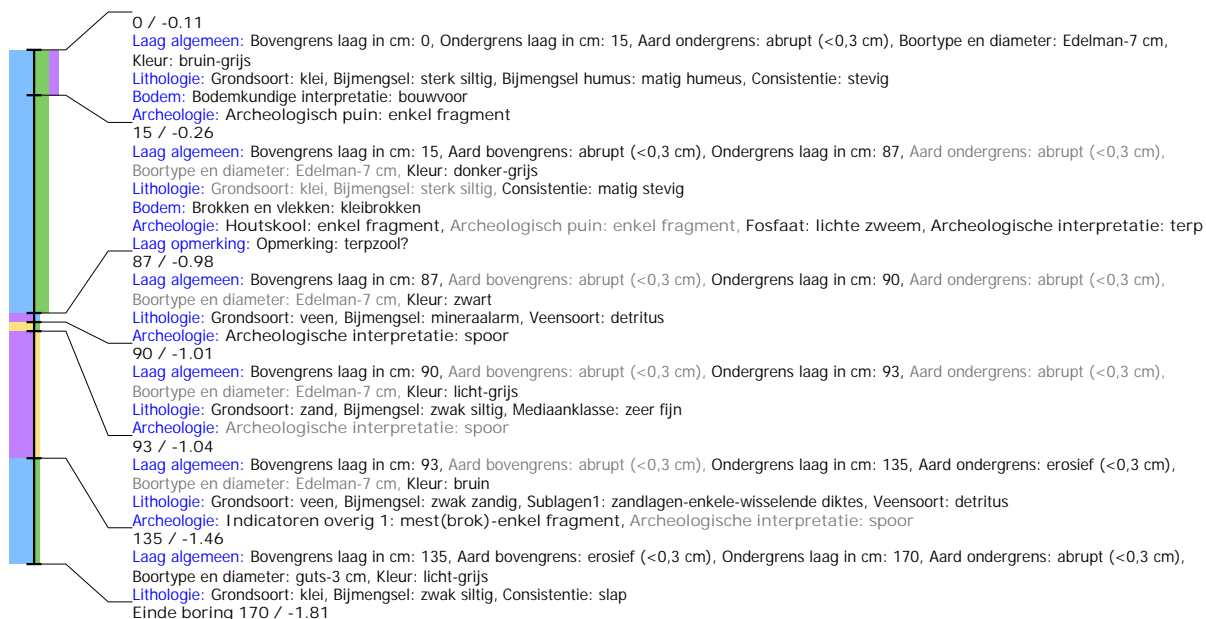 0 / -0.11
Laag algemeen: Bovengrens laag in cm: 0, Ondergrens laag in cm: 15, Aard ondergrens: abrupt (<0,3 cm), Boortype en diameter: Edelman-7 cm,
Kleur: bruin-grijs
Lithologie: Grondsoort: klei, Bijmengsel: sterk siltig, Bijmengsel humus: matig humeus, Consistentie: stevig
Bodem: Bodemkundige interpretatie: bouwvoor
Archeologie: Archeologisch puin: enkel fragment
15 / -0.26
Laag algemeen: Bovengrens laag in cm: 15, Aard bovengrens: abrupt (<0,3 cm), Ondergrens laag in cm: 87, Aard ondergrens: abrupt (<0,3 cm),
Boortype en diameter: Edelman-7 cm, Kleur: donker-grijs
Lithologie: Grondsoort: klei, Bijmengsel: sterk siltig, Consistentie: matig stevig
Bodem: Brokken en vlekken: kleibrokken
Archeologie: Houtskool: enkel fragment, Archeologisch puin: enkel fragment, Fosfaat: lichte zweem, Archeologische interpretatie: terp
Laag opmerking: Opmerking: terpzool?
87 / -0.98
Laag algemeen: Bovengrens laag in cm: 87, Aard bovengrens: abrupt (<0,3 cm), Ondergrens laag in cm: 90, Aard ondergrens: abrupt (<0,3 cm),
Boortype en diameter: Edelman-7 cm, Kleur: zwart
Lithologie: Grondsoort: veen, Bijmengsel: mineraalarm, Veensoort: detritus
Archeologie: Archeologische interpretatie: spoor
90 / -1.01
Laag algemeen: Bovengrens laag in cm: 90, Aard bovengrens: abrupt (<0,3 cm), Ondergrens laag in cm: 93, Aard ondergrens: abrupt (<0,3 cm),
Boortype en diameter: Edelman-7 cm, Kleur: licht-grijs
Lithologie: Grondsoort: zand, Bijmengsel: zwak siltig, Mediaanklasse: zeer fijn
Archeologie: Archeologische interpretatie: spoor
93 / -1.04
Laag algemeen: Bovengrens laag in cm: 93, Aard bovengrens: abrupt (<0,3 cm), Ondergrens laag in cm: 135, Aard ondergrens: erosief (<0,3 cm),
Boortype en diameter: Edelman-7 cm, Kleur: bruin
Lithologie: Grondsoort: veen, Bijmengsel: zwak zandig, Sublagen1: zandlagen-enkele-wisselende diktes, Veensoort: detritus
Archeologie: Indicatoren overig 1: mest(brok)-enkel fragment, Archeologische interpretatie: spoor
135 / -1.46
Laag algemeen: Bovengrens laag in cm: 135, Aard bovengrens: erosief (<0,3 cm), Ondergrens laag in cm: 170, Aard ondergrens: abrupt (<0,3 cm),
Boortype en diameter: guts-3 cm, Kleur: licht-grijs
Lithologie: Grondsoort: klei, Bijmengsel: zwak siltig, Consistentie: slap
Einde boring 170 / -1.81